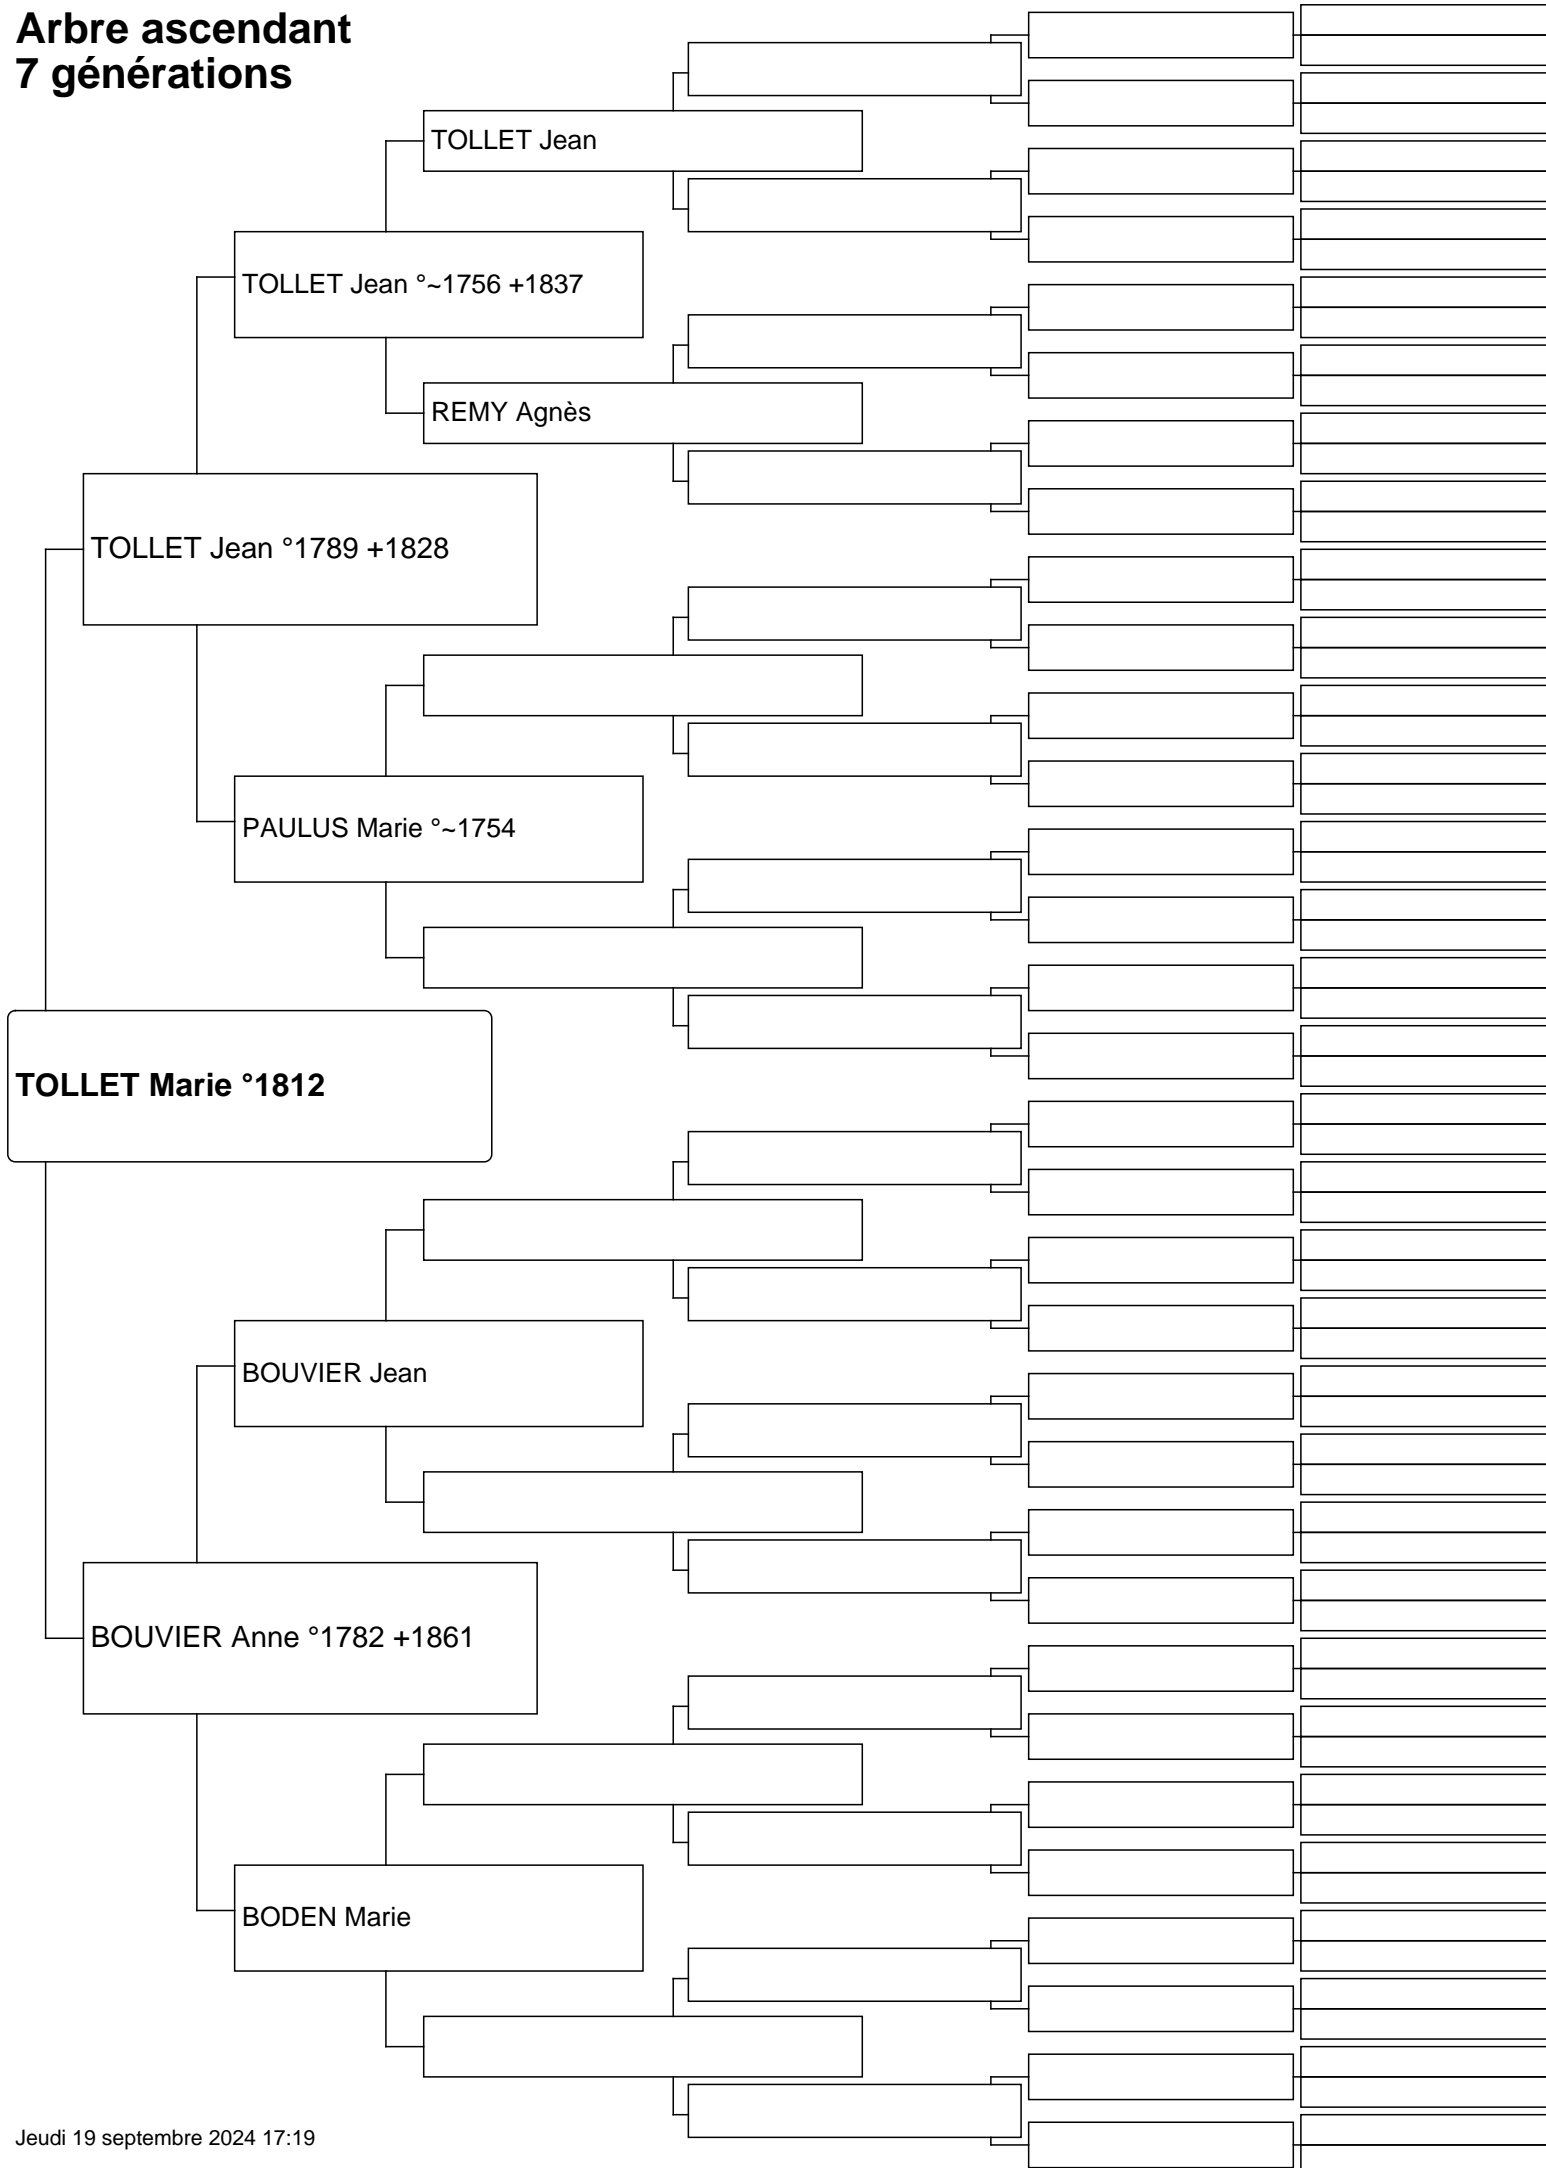 Arbre ascendant
7 générations
TOLLET Jean
TOLLET Jean °~1756 +1837
REMY Agnès
TOLLET Jean °1789 +1828
PAULUS Marie °~1754
TOLLET Marie °1812
BOUVIER Jean
BOUVIER Anne °1782 +1861
BODEN Marie
Jeudi 19 septembre 2024 17:19